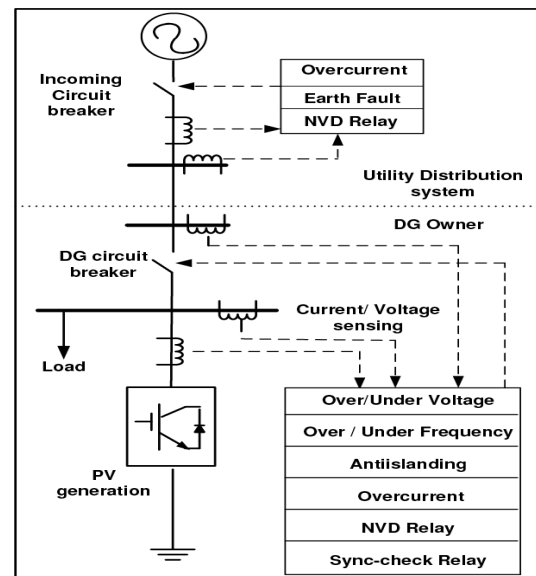 Incoming
Circuit
breaker
Overcurrent
Earth Fault
NVD Relay
Utility Distribution
system
DG Owner
DG circuit
breaker
Current/ Voltage
sensing
Load
PV
generation
Over/Under Voltage
Over / Under Frequency
Antiislanding
Overcurrent
NVD Relay
Sync-check Relay